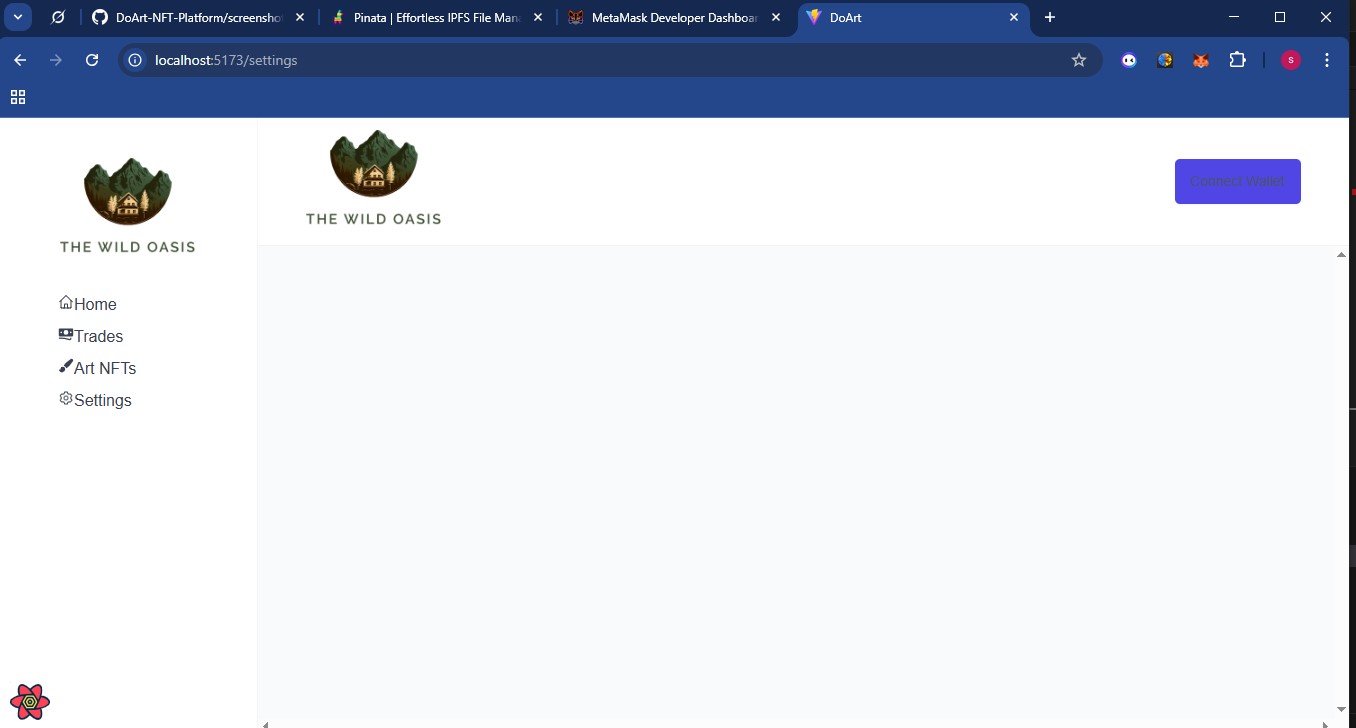 DoArt-NFT-Platform/screensho
Pinata | Effortless IPFS File Man
MetaMask Developer Dashboar
DoArt
localhost:5173/settings
S
THE WILD OASIS
THE WILD OASIS
Connect Wallet
Home
Trades
Art NFTs
Settings